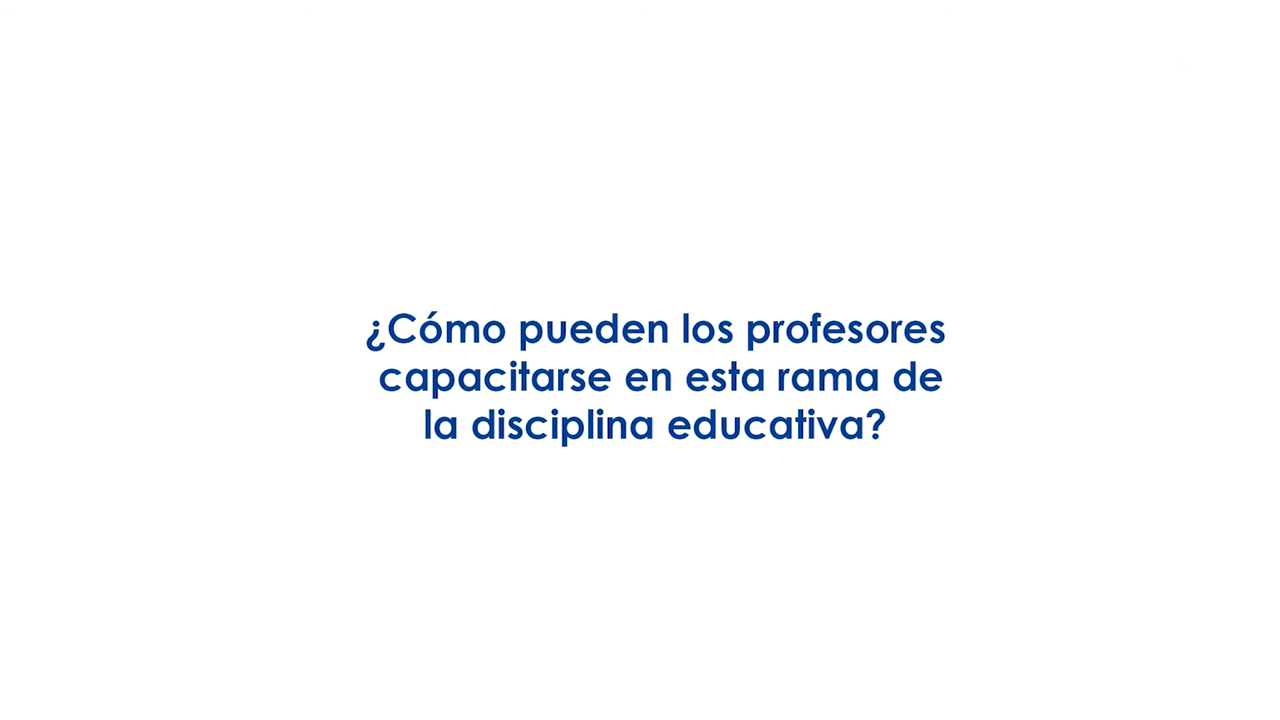 ¿Cómo pueden los profesores
capacitarse en esta rama de
la disciplina educativa?